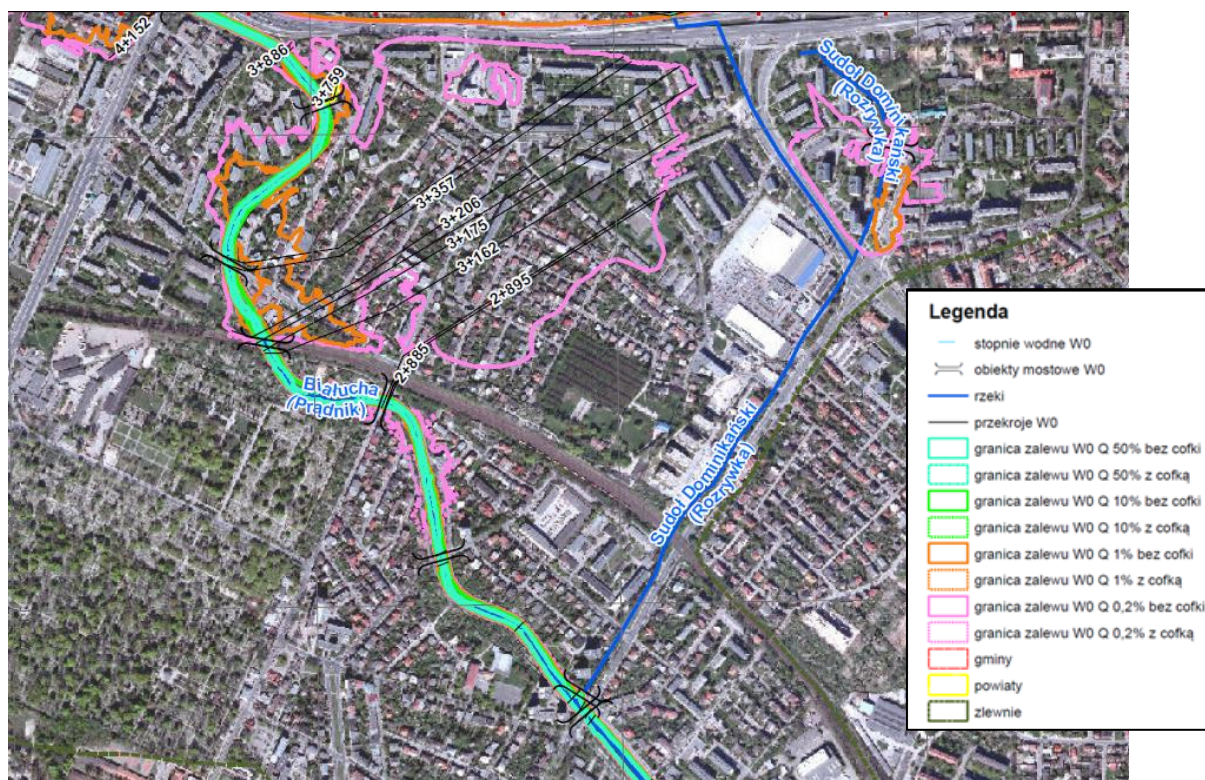 4+152
3+886
3+759
Sudoł Dominikański
(Rozrywka)
3+357
3+206
3+175
3+162
2+895
2+885
Białucha
(Prądnik)
Sudoł Dominikański
(Rozrywka)
Legenda
stopnie wodne W0
obiekty mostowe W0
rzeki
przekroje W0
granica zalewu W0 Q 50% bez cofki
granica zalewu W0 Q 50% z cofką
granica zalewu W0 Q 10% bez cofki
granica zalewu W0 Q 10% z cofką
granica zalewu W0 Q 1% bez cofki
granica zalewu W0 Q 1% z cofką
granica zalewu W0 Q 0,2% bez cofki
granica zalewu W0 Q 0,2% z cofką
gminy
powiaty
zlewnie